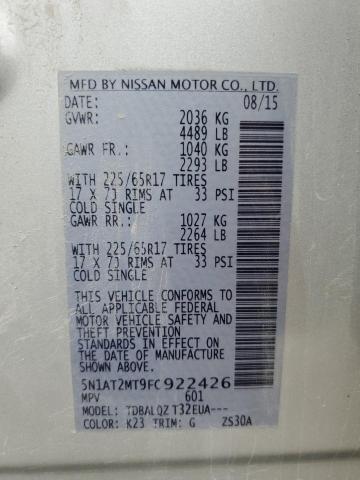 MFD BY NISSAN MOTOR CO., LTD.
DATE: 08/15
GVWR: 2036 KG
4489 LB
GAWR FR.: 1040 KG
2293 LB
WITH 225/65R17 TIRES
17 X 7J RIMS AT 33 PSI
COLD SINGLE
GAWR RR.: 1027 KG
2264 LB
WITH 225/65R17 TIRES
17 X 7J RIMS AT 33 PSI
COLD SINGLE
THIS VEHICLE CONFORMS TO
ALL APPLICABLE FEDERAL
MOTOR VEHICLE SAFETY AND
THEFT PREVENTION
STANDARDS IN EFFECT ON
THE DATE OF MANUFACTURE
SHOWN ABOVE.
5N1AT2MT9FC922426
MPV 601
MODEL: TDBALQZ T32EUA---
COLOR: K23 TRIM: G ZS30A